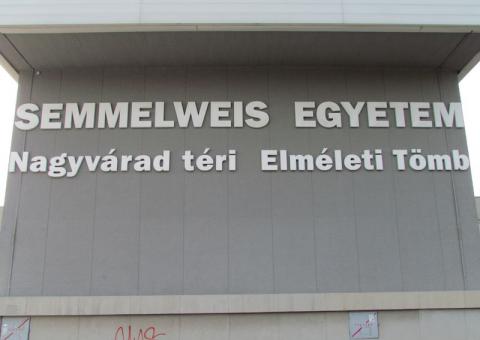 SEMMELWEIS EGYETEM
Nagyvárad téri Elméleti Tömb